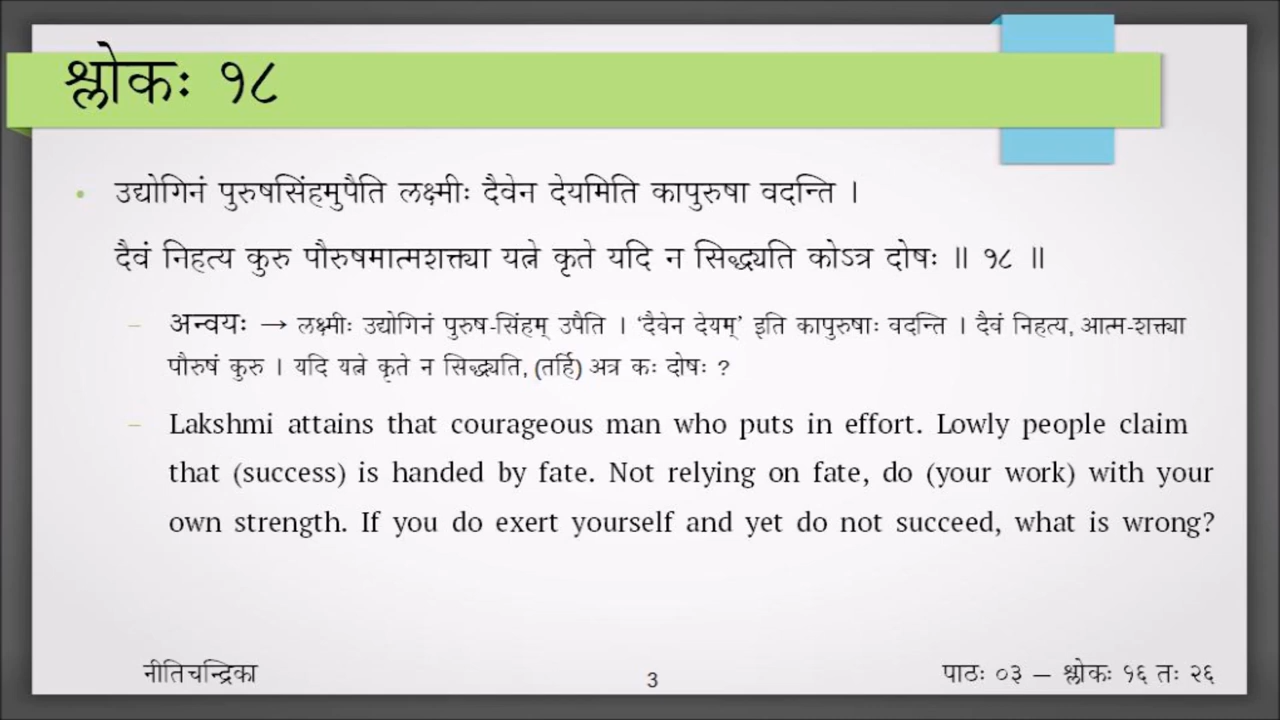 श्लोकः १८
• उद्योगिनं पुरुषसिंहमुपैति लक्ष्मीः दैवेन देयमिति कापुरुषा वदन्ति ।
दैवं निहत्य कुरु पौरुषमात्मशक्त्या यत्ने कृते यदि न सिद्ध्यति कोऽत्र दोषः ॥ १८ ॥
– अन्वयः → लक्ष्मीः उद्योगिनं पुरुष-सिंहम् उपैति । ‘दैवेन देयम्’ इति कापुरुषाः वदन्ति । दैवं निहत्य, आत्म-शक्त्या
पौरुषं कुरु । यदि यत्ने कृते न सिद्ध्यति, (तर्हि) अत्र कः दोषः ?
– Lakshmi attains that courageous man who puts in effort. Lowly people claim
that (success) is handed by fate. Not relying on fate, do (your work) with your
own strength. If you do exert yourself and yet do not succeed, what is wrong?
नीतिचन्द्रिका 3 पाठः ०३ – श्लोकः १६ तः २६